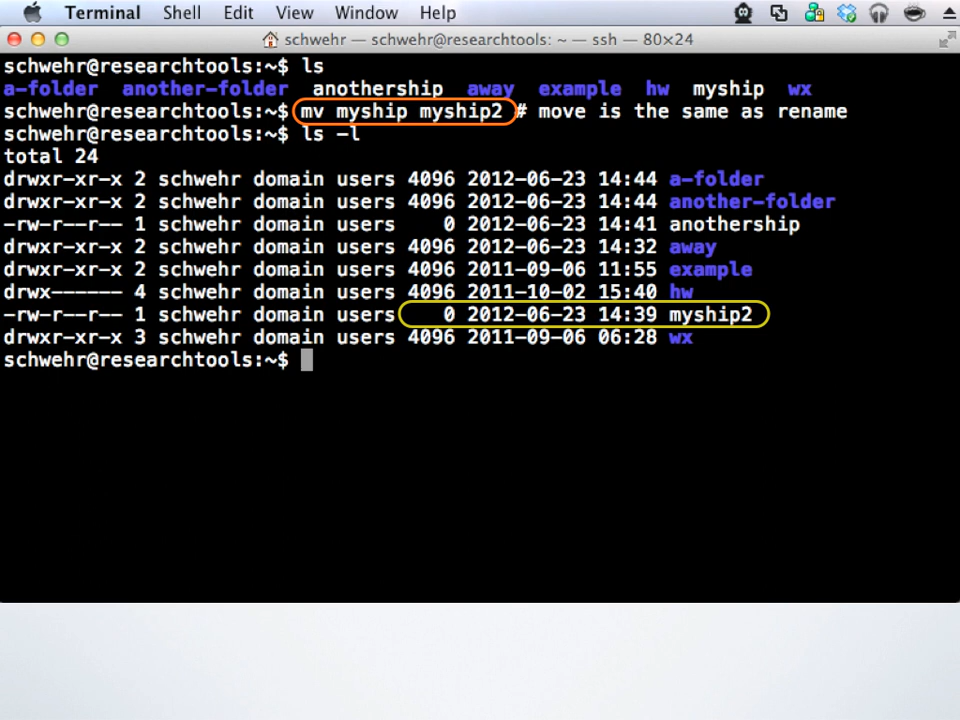 Terminal Shell Edit View Window Help
schwehr — schwehr@researchtools: ~ — ssh — 80×24
schwehr@researchtools:~$ ls
a-folder another-folder anothership away example hw myship wx
schwehr@researchtools:~$ mv myship myship2 # move is the same as rename
schwehr@researchtools:~$ ls -l
total 24
drwxr-xr-x 2 schwehr domain users 4096 2012-06-23 14:44 a-folder
drwxr-xr-x 2 schwehr domain users 4096 2012-06-23 14:44 another-folder
-rw-r--r-- 1 schwehr domain users    0 2012-06-23 14:41 anothership
drwxr-xr-x 2 schwehr domain users 4096 2012-06-23 14:32 away
drwxr-xr-x 2 schwehr domain users 4096 2011-09-06 11:55 example
drwx------ 4 schwehr domain users 4096 2011-10-02 15:40 hw
-rw-r--r-- 1 schwehr domain users    0 2012-06-23 14:39 myship2
drwxr-xr-x 3 schwehr domain users 4096 2011-09-06 06:28 wx
schwehr@researchtools:~$